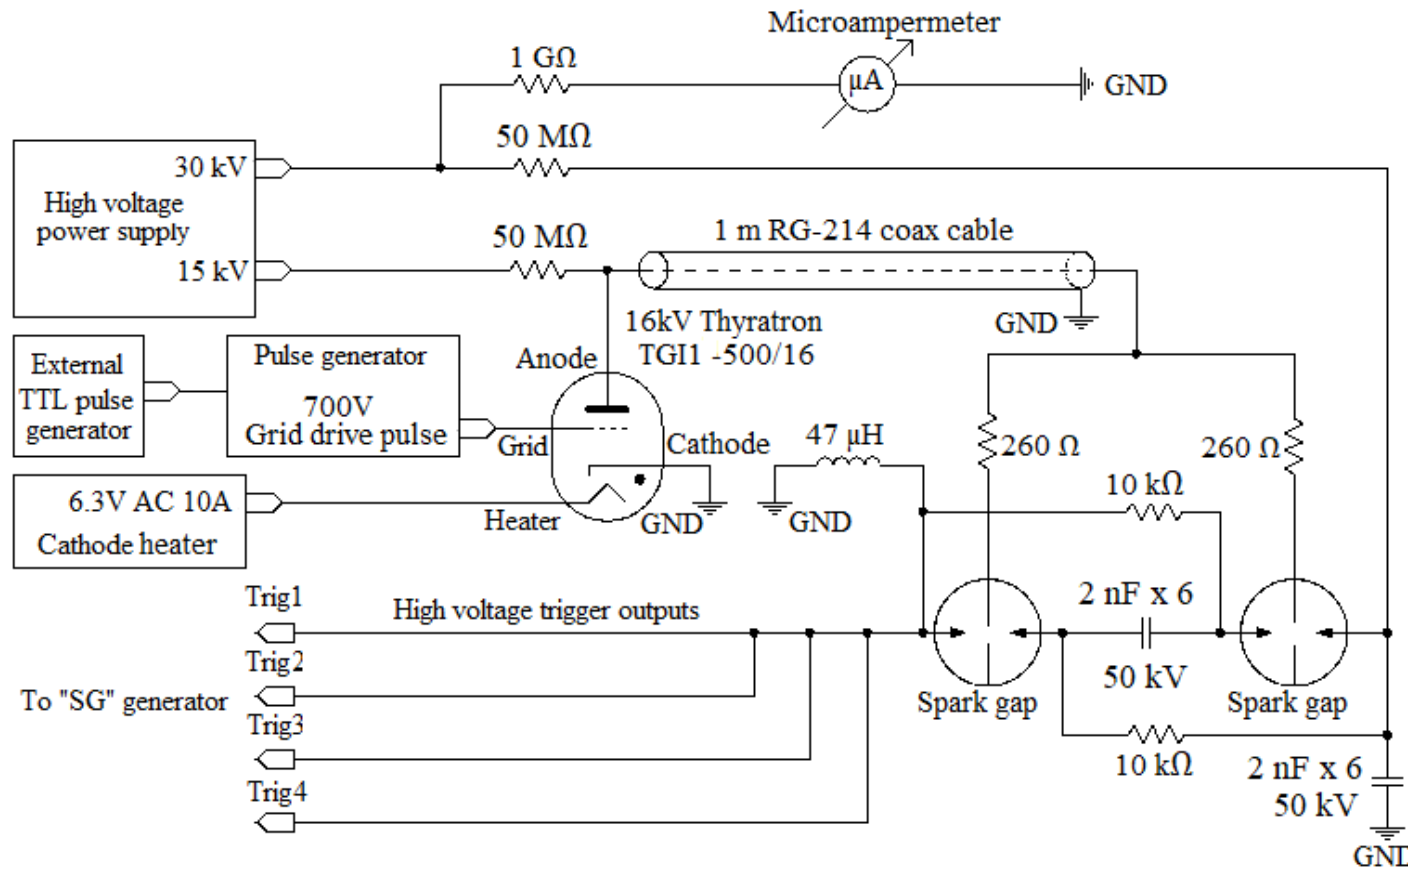 Microampermeter
1 GΩ
μA
GND
50 MΩ
30 kV
High voltage
power supply
15 kV
50 MΩ
1 m RG-214 coax cable
GND
16kV Thyratron
TGI1 -500/16
External
TTL pulse
generator
Pulse generator
700V
Grid drive pulse
Anode
Grid
Cathode
47 μH
260 Ω
260 Ω
10 kΩ
6.3V AC 10A
Cathode heater
Heater
GND
GND
Trig1
High voltage trigger outputs
2 nF x 6
50 kV
Trig2
To "SG" generator
Spark gap
Spark gap
Trig3
10 kΩ
2 nF x 6
50 kV
Trig4
GND